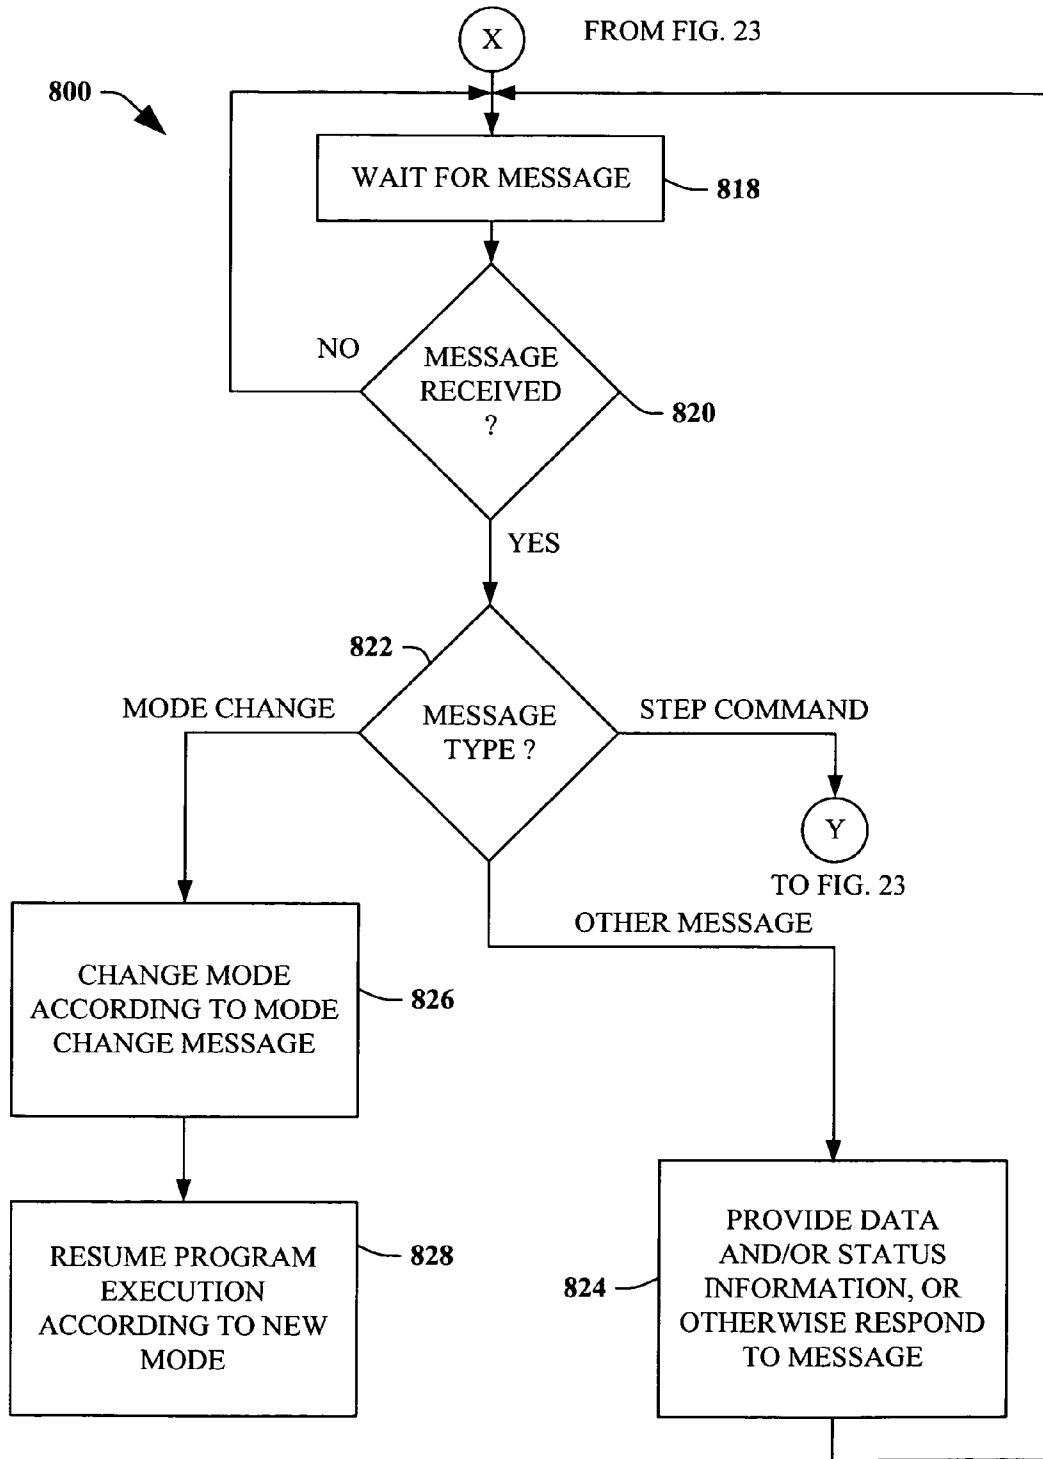 X
FROM FIG. 23
800
WAIT FOR MESSAGE
818
NO
MESSAGE
RECEIVED
?
820
YES
822
MODE CHANGE
MESSAGE
TYPE ?
STEP COMMAND
Y
TO FIG. 23
OTHER MESSAGE
CHANGE MODE
ACCORDING TO MODE
CHANGE MESSAGE
826
RESUME PROGRAM
EXECUTION
ACCORDING TO NEW
MODE
828
824
PROVIDE DATA
AND/OR STATUS
INFORMATION, OR
OTHERWISE RESPOND
TO MESSAGE